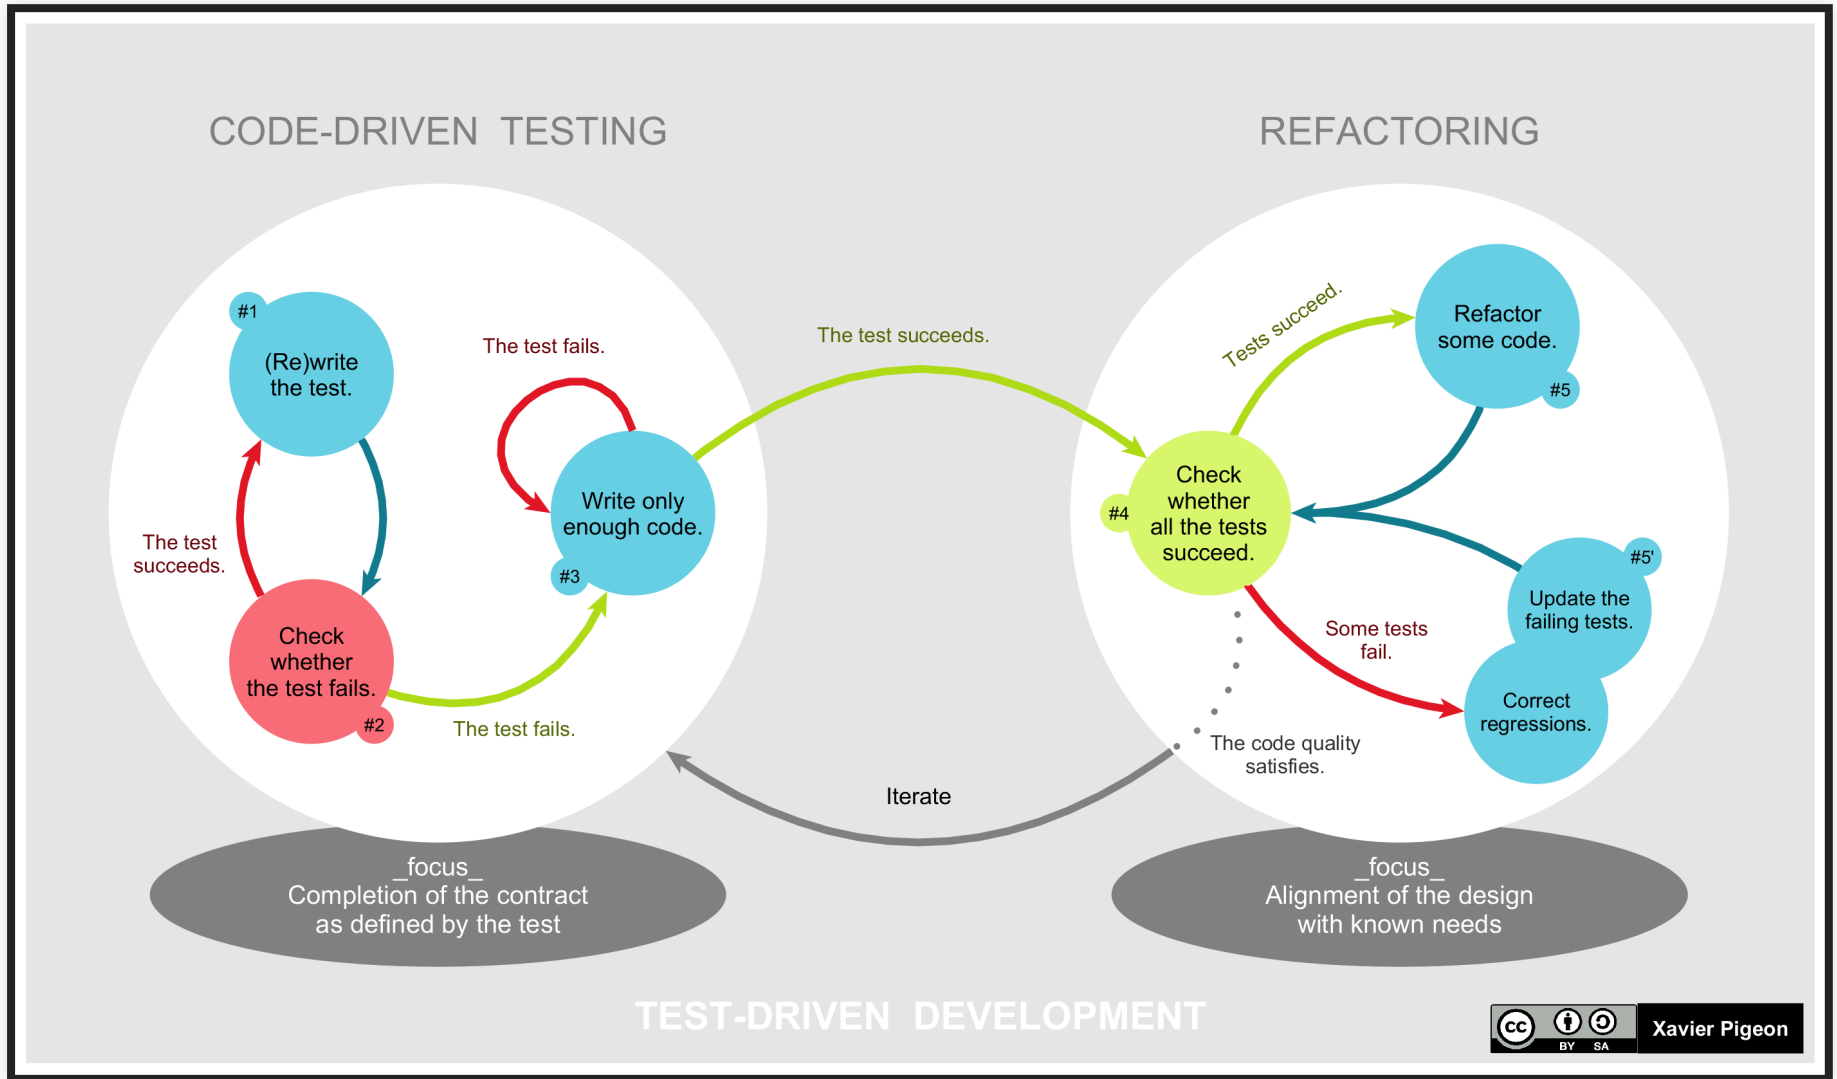 CODE-DRIVEN TESTING
REFACTORING
#1
(Re)write
the test.
The test fails.
The test
succeeds.
Check
whether
the test fails.
#2
The test fails.
Write only
enough code.
#3
The test succeeds.
Check
whether
all the tests
succeed.
#4
Tests succeed.
Refactor
some code.
#5
#5'
Update the
failing tests.
Some tests
fail.
Correct
regressions.
The code quality
satisfies.
Iterate
_focus_
Completion of the contract
as defined by the test
_focus_
Alignment of the design
with known needs
TEST-DRIVEN DEVELOPMENT
cc
BY SA
Xavier Pigeon